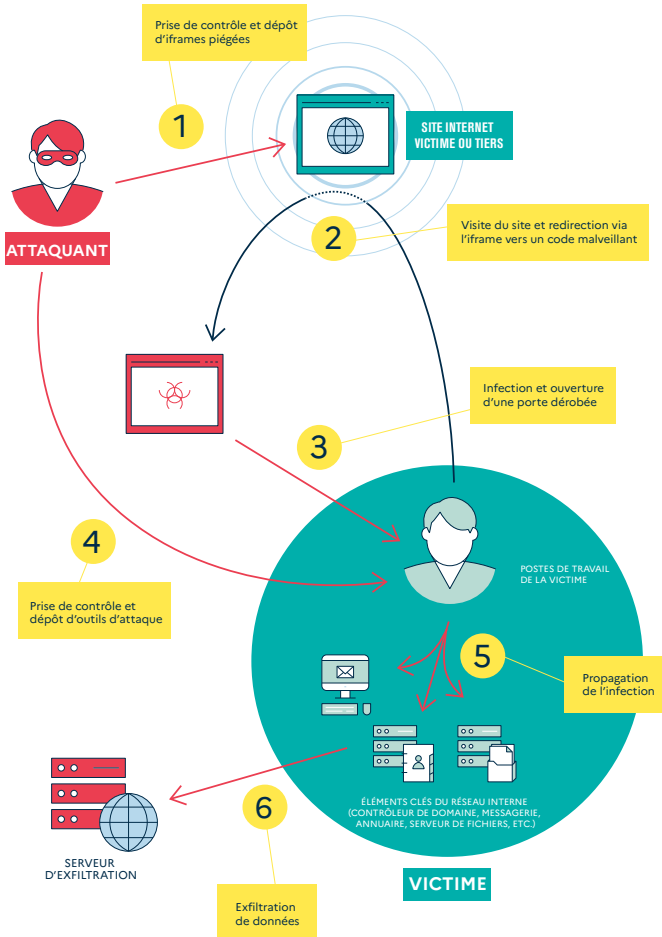 Prise de contrôle et dépôt
d’iframes piégées
1
SITE INTERNET
VICTIME OU TIERS
ATTAQUANT
2
Visite du site et redirection via
l’iframe vers un code malveillant
Infection et ouverture
d’une porte dérobée
3
4
Prise de contrôle et
dépôt d’outils d’attaque
POSTES DE TRAVAIL
DE LA VICTIME
5
Propagation
de l’infection
6
ÉLÉMENTS CLÉS DU RÉSEAU INTERNE
(CONTRÔLEUR DE DOMAINE, MESSAGERIE,
ANNUAIRE, SERVEUR DE FICHIERS, ETC.)
SERVEUR
D’EXFILTRATION
VICTIME
Exfiltration
de données